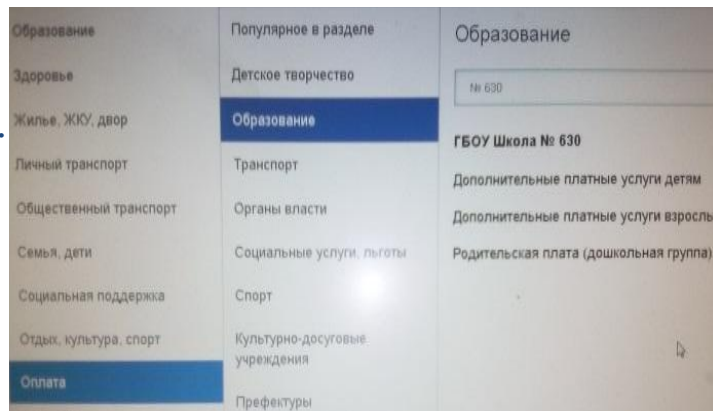 Образование
Здоровье
Жилье, ЖКУ, двор
Личный транспорт
Общественный транспорт
Семья, дети
Социальная поддержка
Отдых, культура, спорт
Оплата
Популярное в разделе
Детское творчество
Образование
Транспорт
Органы власти
Социальные услуги, льготы
Спорт
Культурно-досуговые
учреждения
Префектуры
Образование
№ 630
ГБОУ Школа № 630
Дополнительные платные услуги детям
Дополнительные платные услуги взрослы
Родительская плата (дошкольная группа)